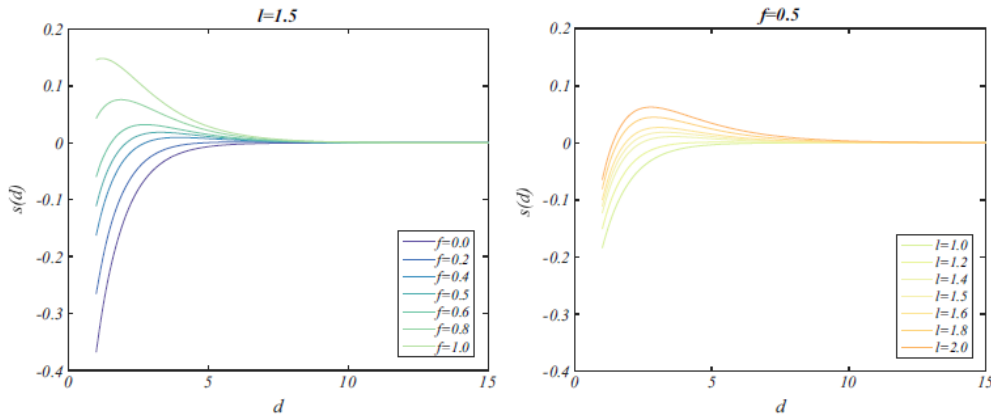 l=1.5
0.2
0.1
0
-0.1
-0.2
-0.3
-0.4
s(d)
0
5
10
15
d
f=0.0
f=0.2
f=0.4
f=0.5
f=0.6
f=0.8
f=1.0
f=0.5
0.2
0.1
0
-0.1
-0.2
-0.3
-0.4
s(d)
0
5
10
15
d
l=1.0
l=1.2
l=1.4
l=1.5
l=1.6
l=1.8
l=2.0